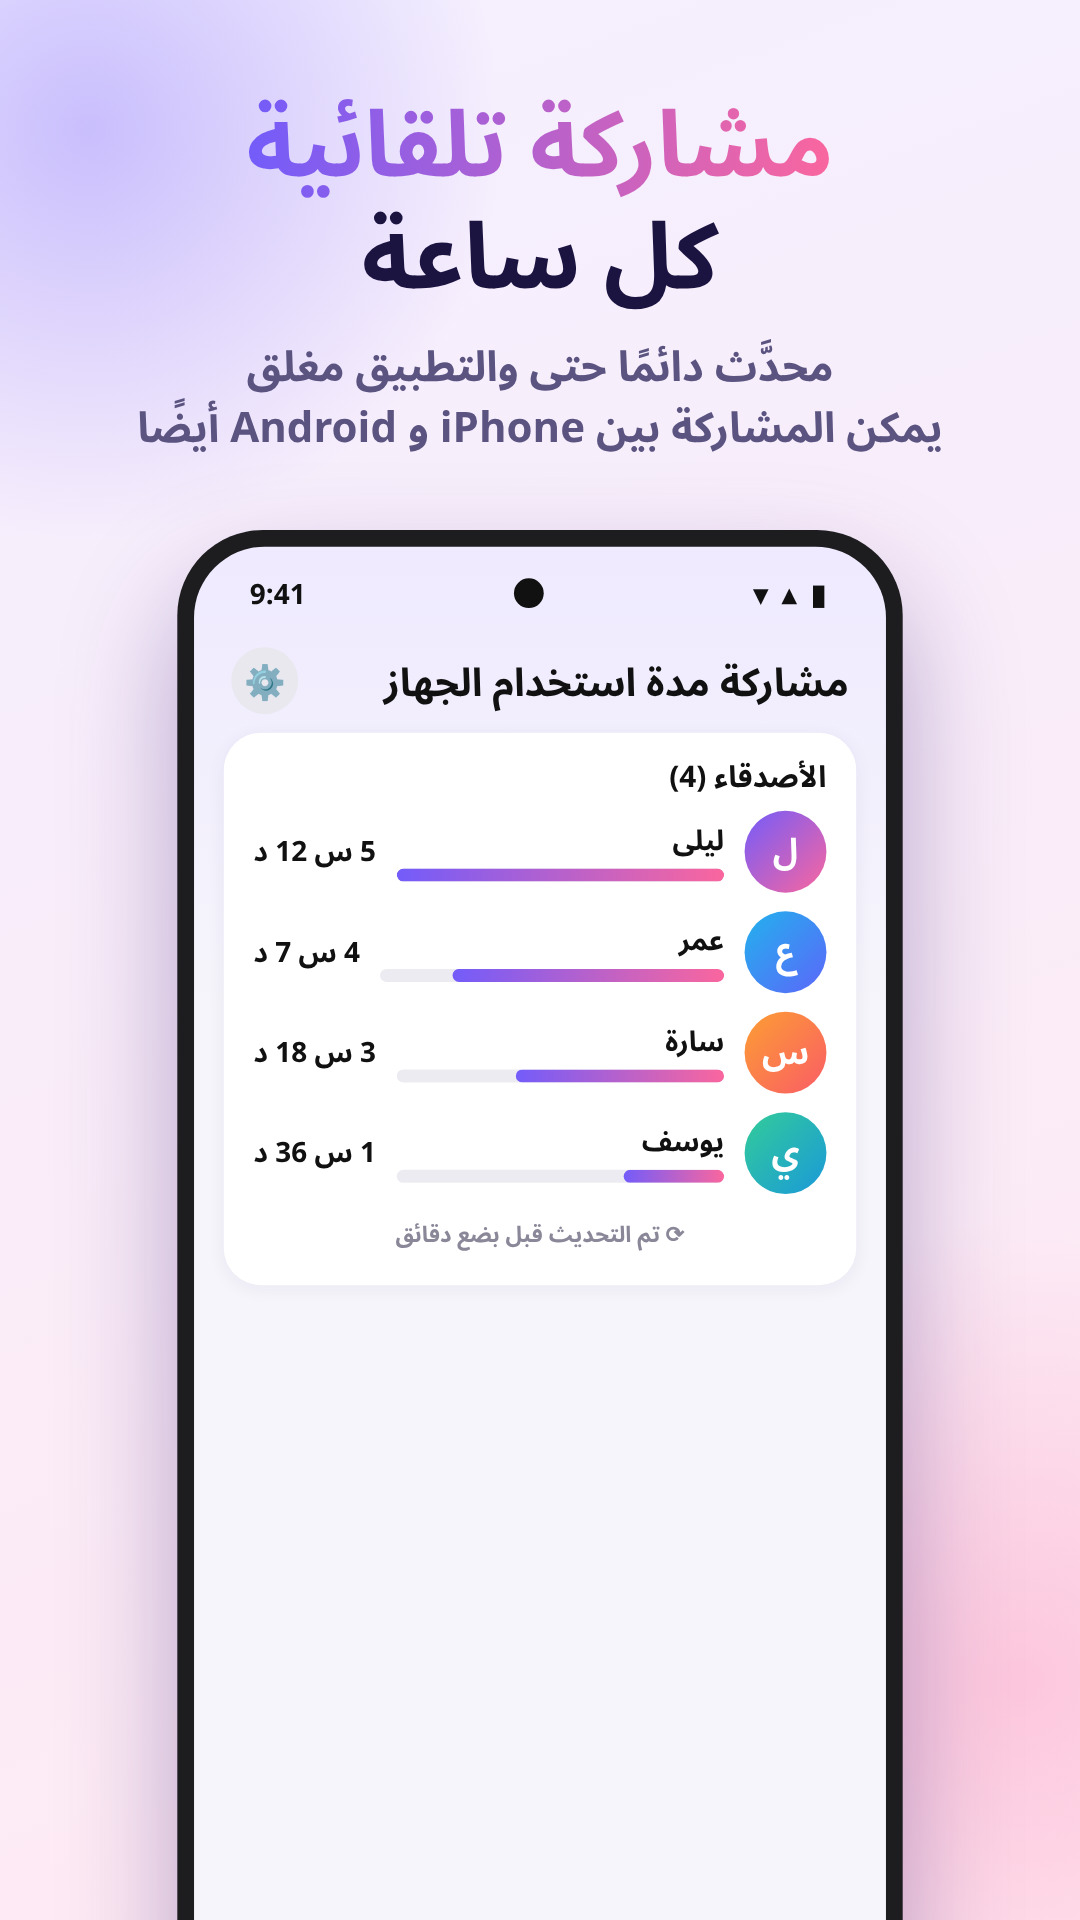 مشاركة تلقائية
كل ساعة
محدَّث دائمًا حتى والتطبيق مغلق
يمكن المشاركة بين iPhone و Android أيضًا
9:41
مشاركة مدة استخدام الجهاز
الأصدقاء (4)
ل ليلى 5 س 12 د
ع عمر 4 س 7 د
س سارة 3 س 18 د
ي يوسف 1 س 36 د
⟳ تم التحديث قبل بضع دقائق